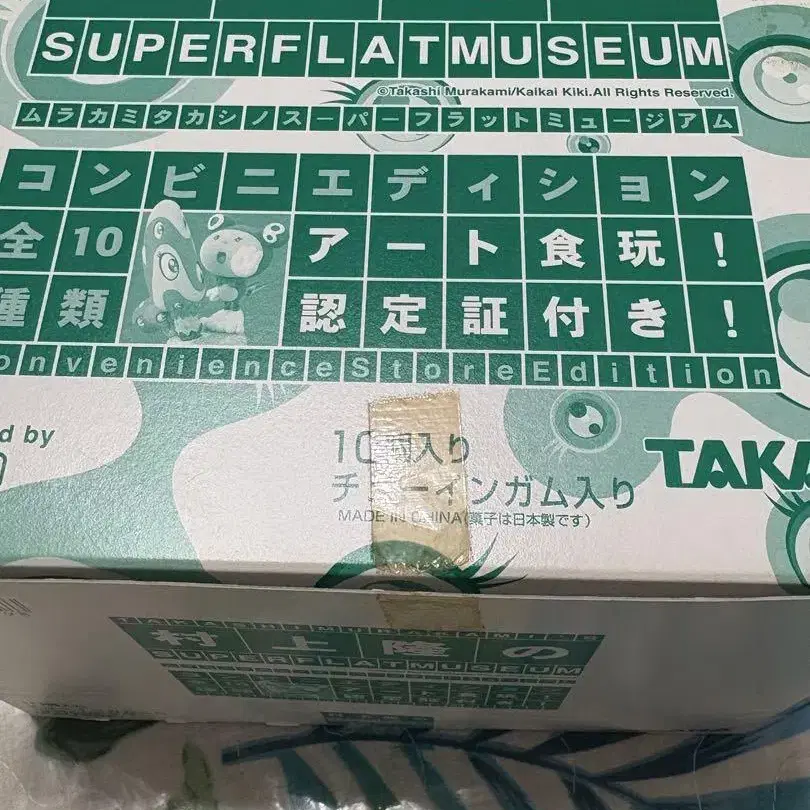 SUPERFLATMUSEUM
©Takashi Murakami/Kaikai Kiki.All Rights Reserved.
ムラカミタカシノスーパーフラットミュージアム
コンビニエディション
全10種類
アート食玩!
認定証付き!
onvenienceStoreEdition
d by
10個入り
チューインガム入り
TAKA
MADE IN CHINA(菓子は日本製です)
TAKASHIMURAKAMI'S
村上隆の
SUPERFLATMUSEUM